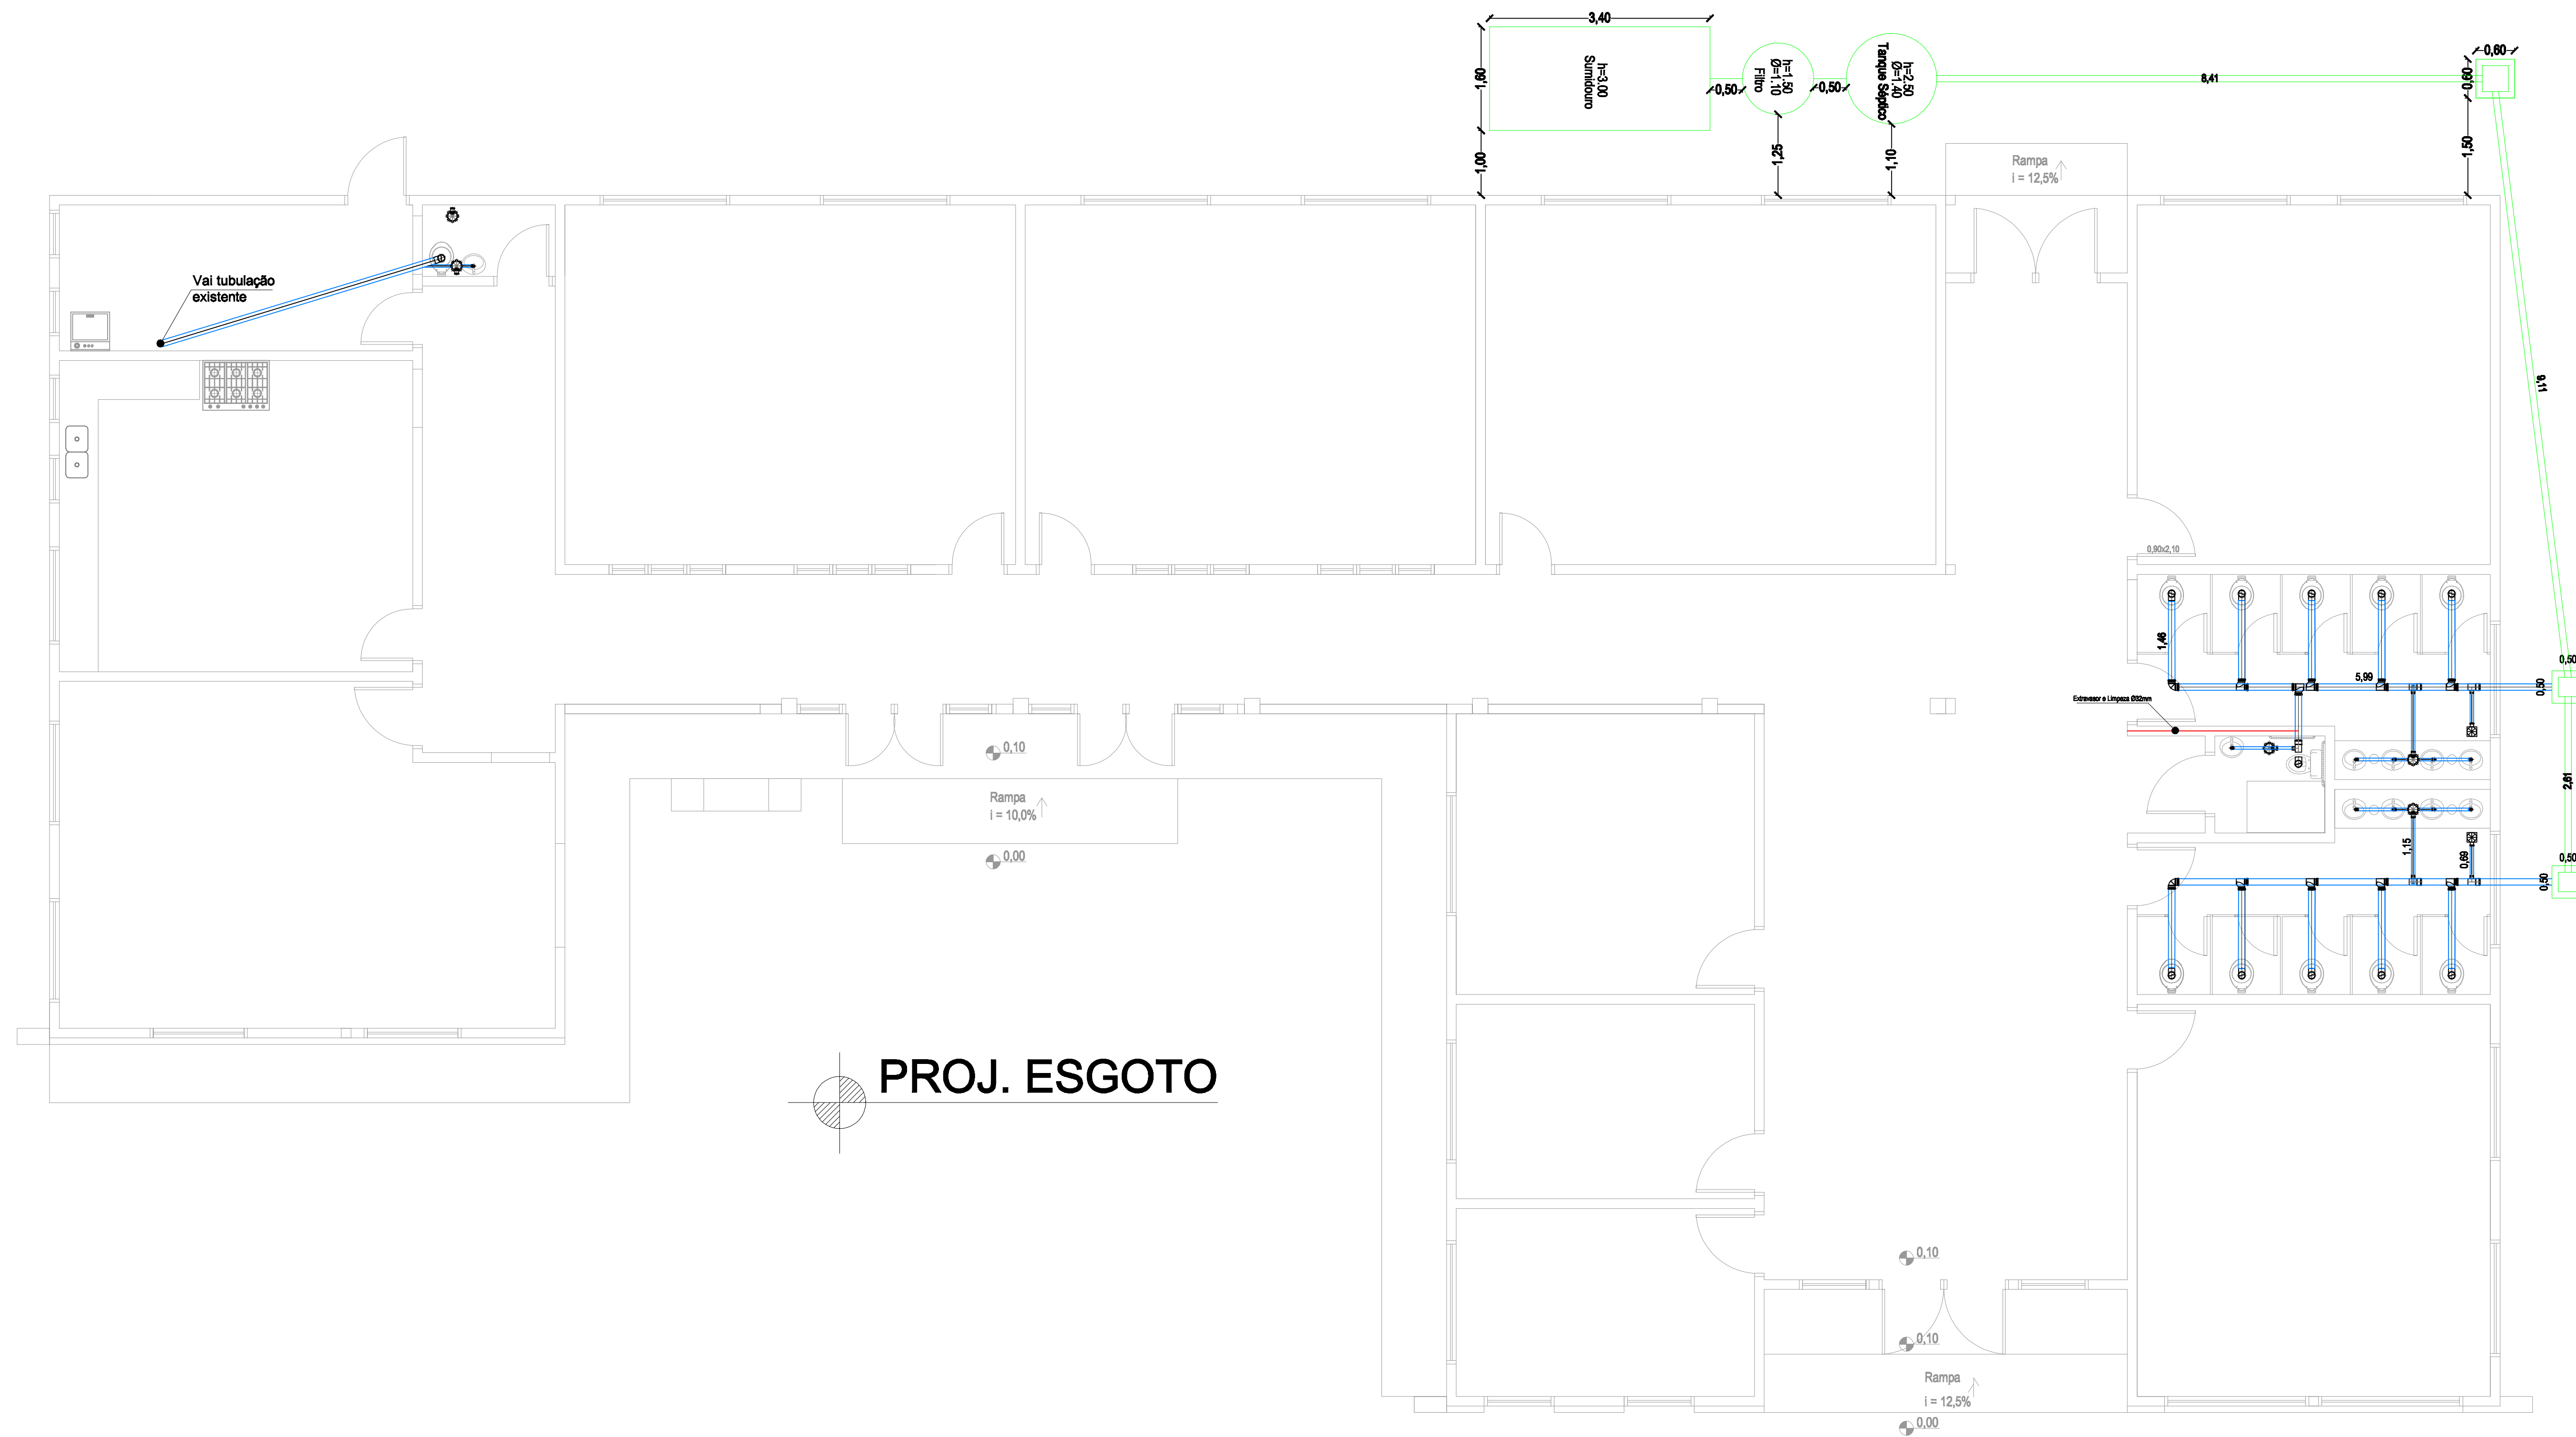 3,40
1,60
h=3.00
Sumidouro
0,50
h=1.50
Ø=1.10
Filtro
0,50
h=2.50
Ø=1.40
Tanque Séptico
8,41
0,60
0,60
1,00
1,25
1,10
1,50
Rampa
i = 12,5%
Vai tubulação
existente
9,11
0,90x2,10
1,46
5,99
0,50
0,50
Extravasor e Limpeza Ø32mm
0,10
Rampa
i = 10,0%
0,00
2,61
1,15
0,69
0,50
0,50
PROJ. ESGOTO
0,10
0,10
Rampa
i = 12,5%
0,00